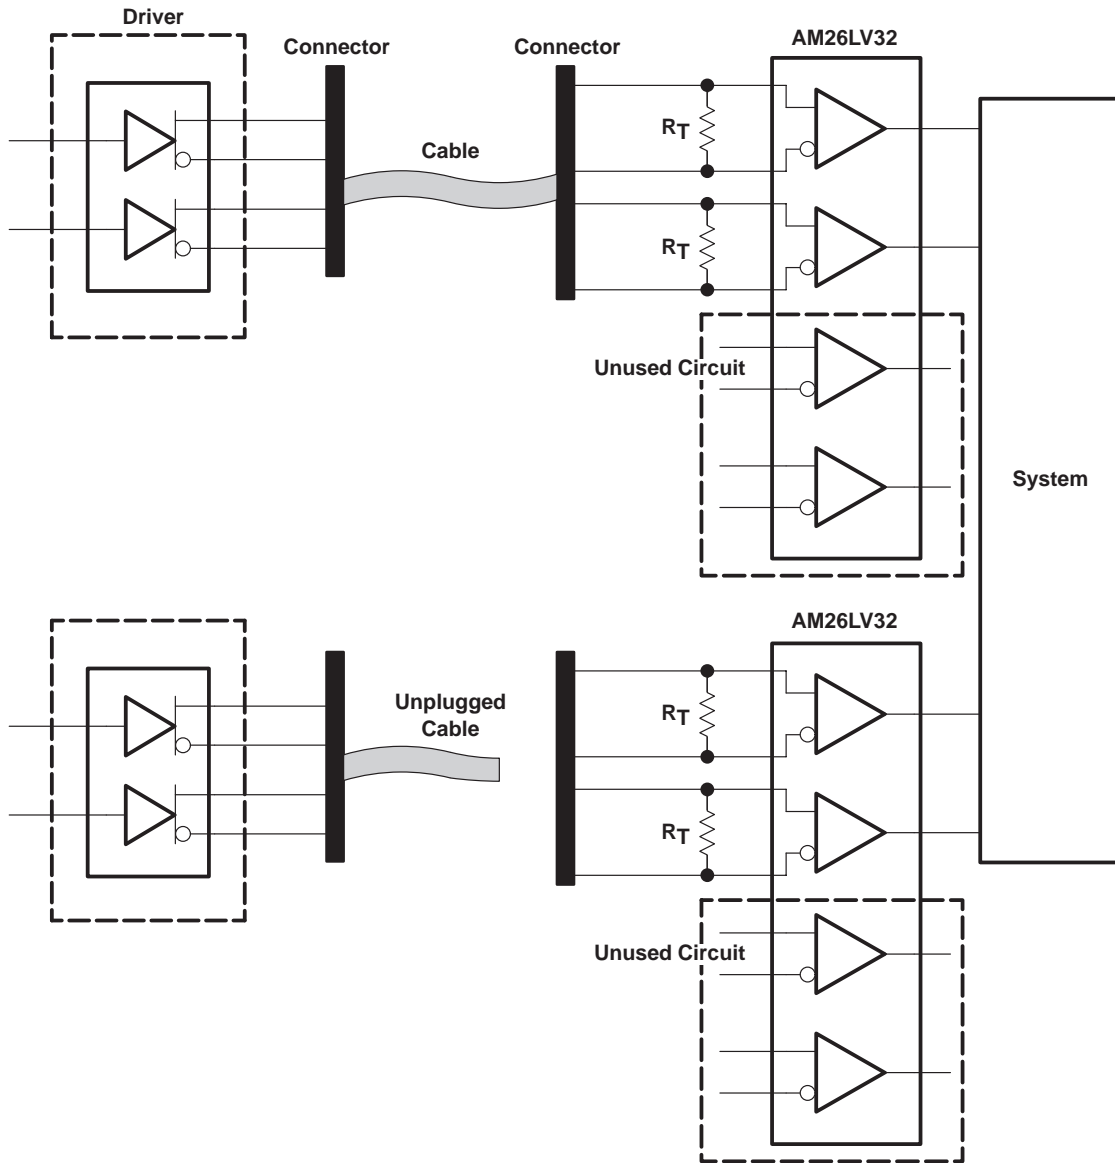 Driver
Connector
Connector
AM26LV32
Cable
RT
RT
Unused Circuit
System
AM26LV32
Unplugged
Cable
RT
RT
Unused Circuit